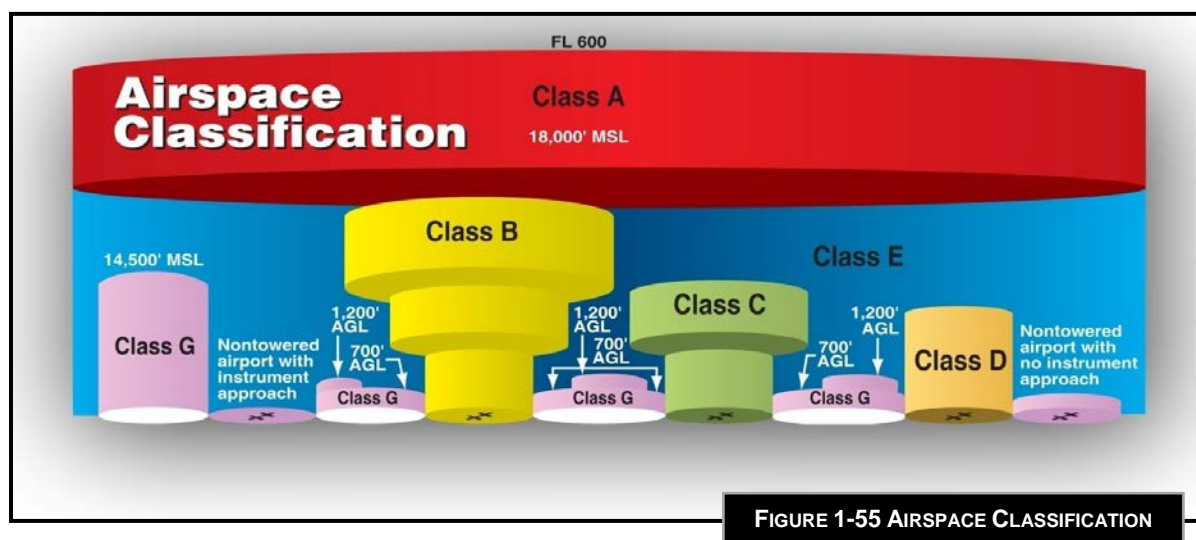 FL 600
Airspace
Classification
Class A
18,000' MSL
Class B
Class E
14,500' MSL
Class C
1,200'
AGL
1,200'
AGL
1,200'
AGL
700'
AGL
700'
AGL
700'
AGL
Class G
Nontowered
airport with
instrument
approach
Class D
Nontowered
airport with
no instrument
approach
Class G
Class G
Class G
FIGURE 1-55 AIRSPACE CLASSIFICATION